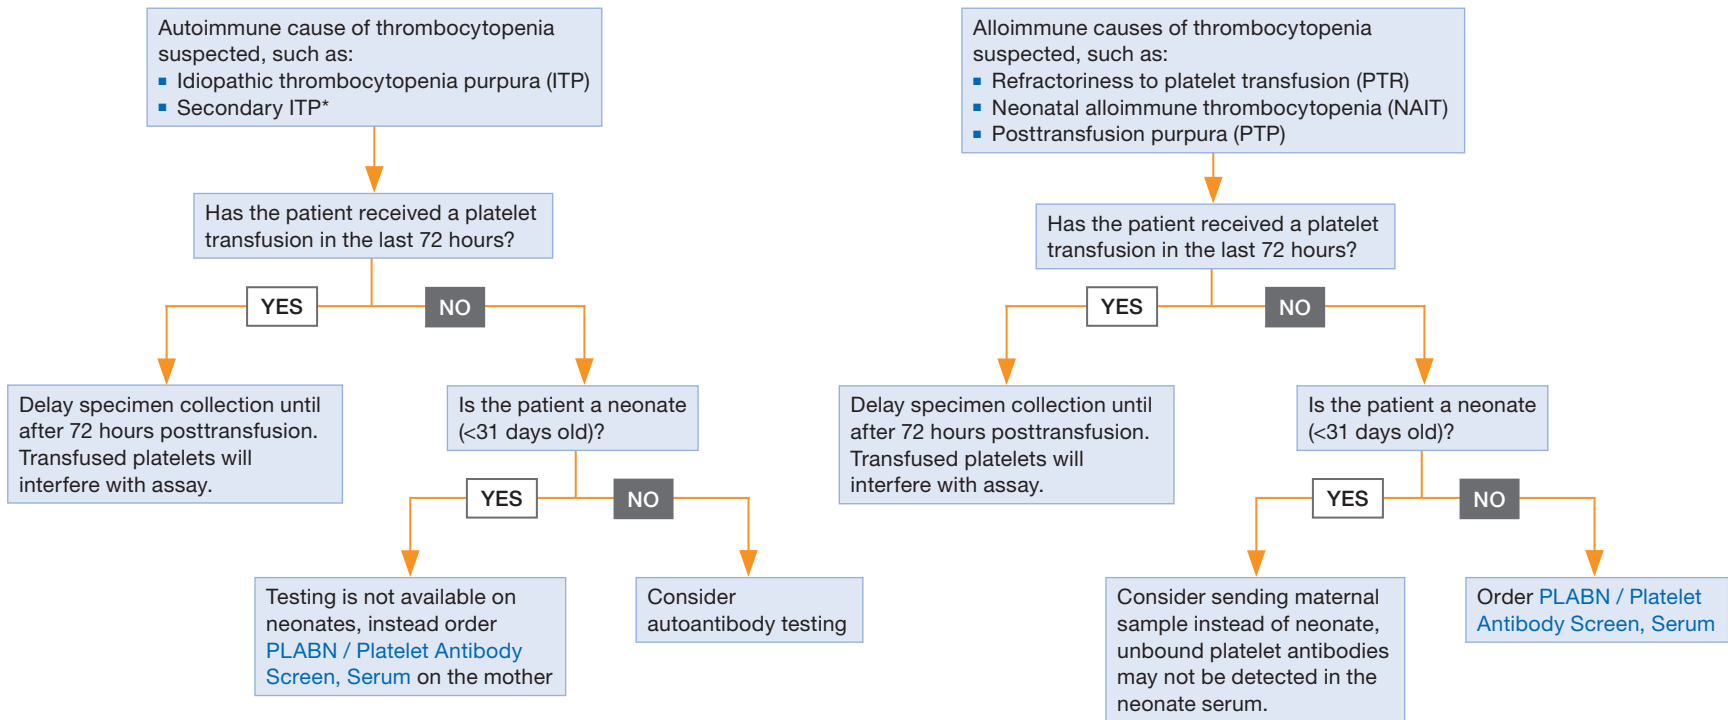 Autoimmune cause of thrombocytopenia
suspected, such as:
▪ Idiopathic thrombocytopenia purpura (ITP)
▪ Secondary ITP*
Has the patient received a platelet
transfusion in the last 72 hours?
YES
NO
Delay specimen collection until
after 72 hours posttransfusion.
Transfused platelets will
interfere with assay.
Is the patient a neonate
(<31 days old)?
YES
NO
Testing is not available on
neonates, instead order
PLABN / Platelet Antibody
Screen, Serum on the mother
Consider
autoantibody testing
Alloimmune causes of thrombocytopenia
suspected, such as:
▪ Refractoriness to platelet transfusion (PTR)
▪ Neonatal alloimmune thrombocytopenia (NAIT)
▪ Posttransfusion purpura (PTP)
Has the patient received a platelet
transfusion in the last 72 hours?
YES
NO
Delay specimen collection until
after 72 hours posttransfusion.
Transfused platelets will
interfere with assay.
Is the patient a neonate
(<31 days old)?
YES
NO
Consider sending maternal
sample instead of neonate,
unbound platelet antibodies
may not be detected in the
neonate serum.
Order PLABN / Platelet
Antibody Screen, Serum